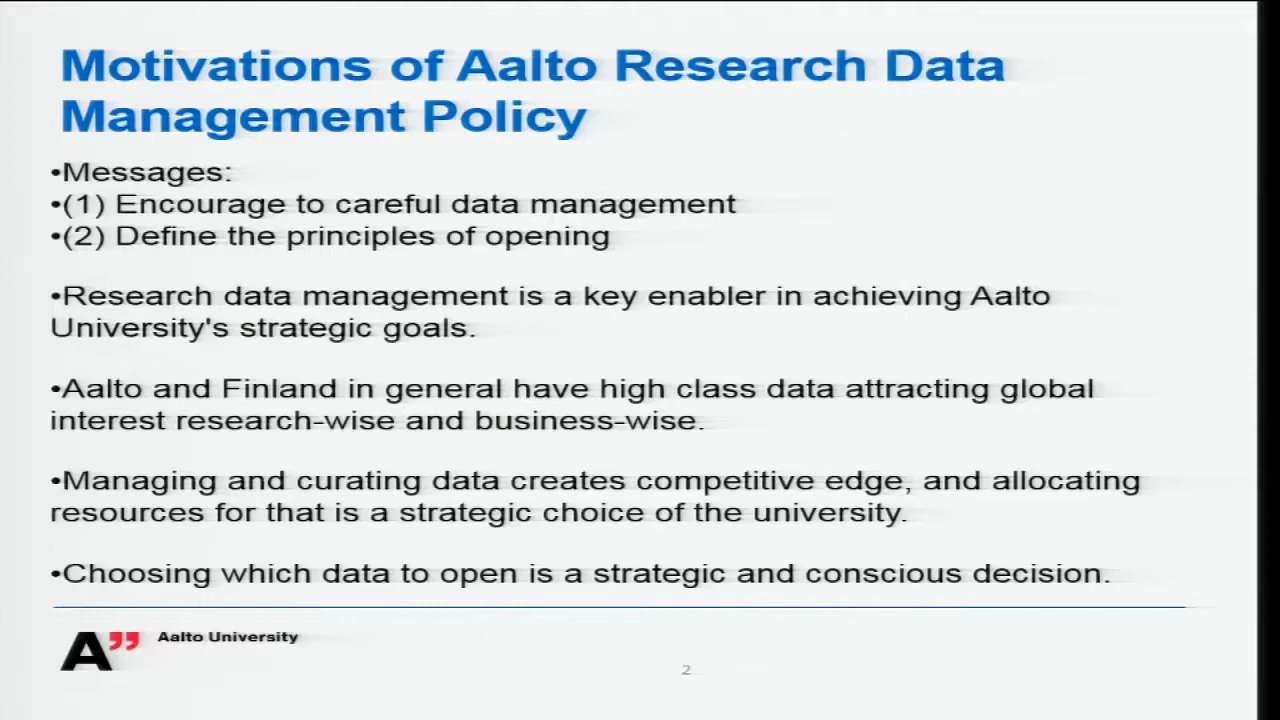 Motivations of Aalto Research Data
Management Policy
•Messages:
•(1) Encourage to careful data management
•(2) Define the principles of opening
•Research data management is a key enabler in achieving Aalto
University's strategic goals.
•Aalto and Finland in general have high class data attracting global
interest research-wise and business-wise.
•Managing and curating data creates competitive edge, and allocating
resources for that is a strategic choice of the university.
•Choosing which data to open is a strategic and conscious decision.
A”
Aalto University
2